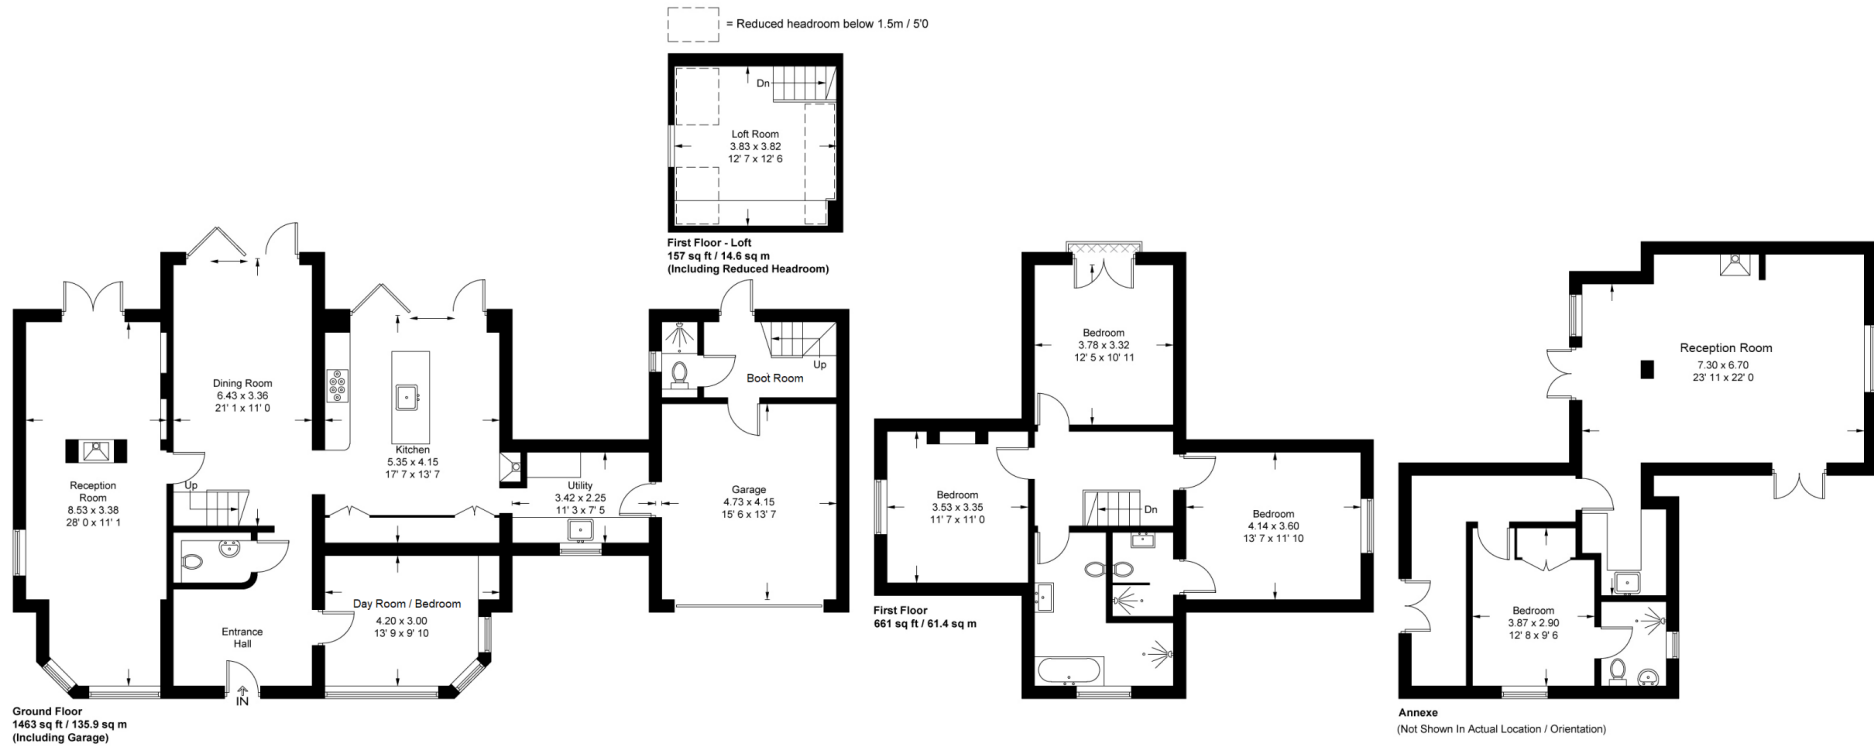 = Reduced headroom below 1.5m / 5'0
Dn
Loft Room
3.83 x 3.82
12' 7 x 12' 6
First Floor - Loft
157 sq ft / 14.6 sq m
(Including Reduced Headroom)
Dining Room
6.43 x 3.36
21' 1 x 11' 0
Kitchen
5.35 x 4.15
17' 7 x 13' 7
Reception
Room
8.53 x 3.38
28' 0 x 11' 1
Up
Utility
3.42 x 2.25
11' 3 x 7' 5
Boot Room
Up
Garage
4.73 x 4.15
15' 6 x 13' 7
Day Room / Bedroom
4.20 x 3.00
13' 9 x 9' 10
Entrance
Hall
IN
Ground Floor
1463 sq ft / 135.9 sq m
(Including Garage)
Bedroom
3.78 x 3.32
12' 5 x 10' 11
Bedroom
3.53 x 3.35
11' 7 x 11' 0
Dn
Bedroom
4.14 x 3.60
13' 7 x 11' 10
First Floor
661 sq ft / 61.4 sq m
Reception Room
7.30 x 6.70
23' 11 x 22' 0
Bedroom
3.87 x 2.90
12' 8 x 9' 6
Annexe
(Not Shown In Actual Location / Orientation)